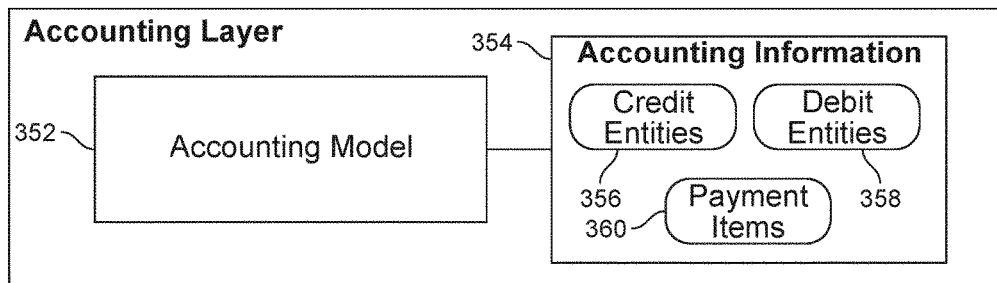 Accounting Layer
354
Accounting Information
352
Accounting Model
Credit
Entities
Debit
Entities
356
358
Payment
Items
360